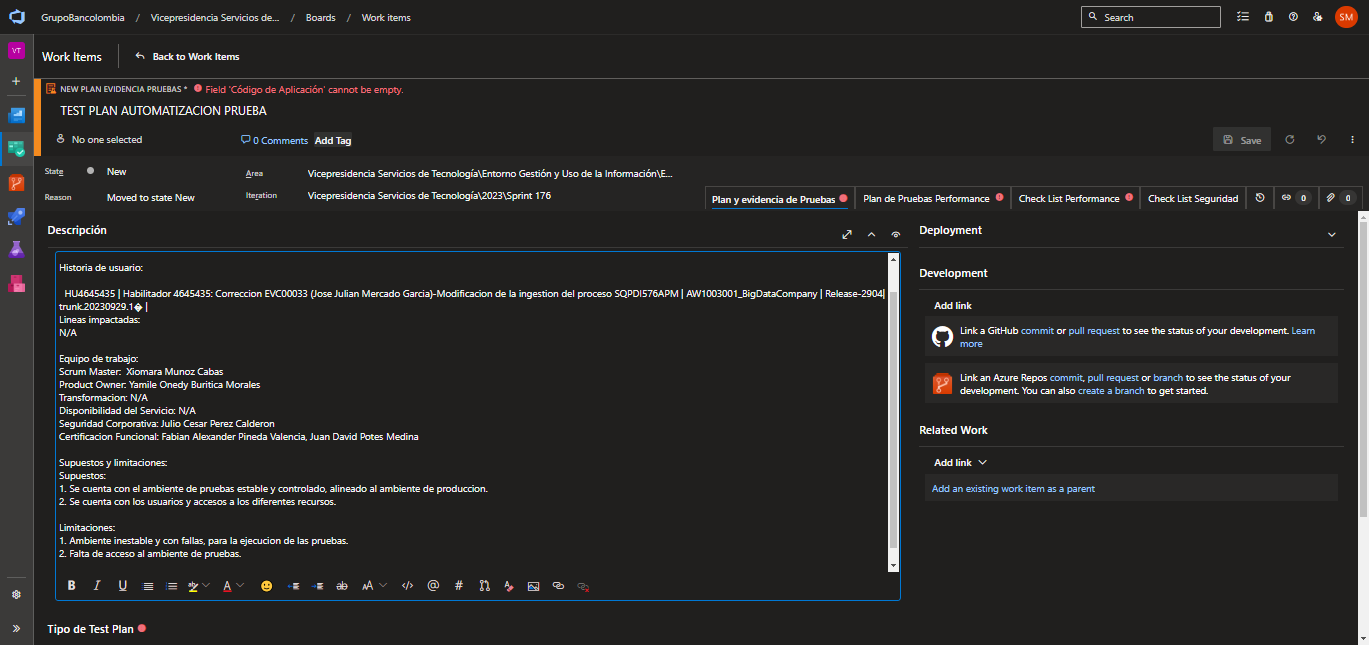 GrupoBancolombia / Vicepresidencia Servicios de... / Boards / Work items
Search
SM
VT
Work Items
Back to Work Items
NEW PLAN EVIDENCIA PRUEBAS * Field 'Código de Aplicación' cannot be empty.
TEST PLAN AUTOMATIZACION PRUEBA
No one selected
0 Comments
Add Tag
Save
State
New
Area
Vicepresidencia Servicios de Tecnología\Entorno Gestión y Uso de la Información\E...
Reason
Moved to state New
Iteration
Vicepresidencia Servicios de Tecnología\2023\Sprint 176
Plan y evidencia de Pruebas
Plan de Pruebas Performance
Check List Performance
Check List Seguridad
0
0
Descripción
Historia de usuario:
HU4645435 | Habilitador 4645435: Correccion EVC00033 (Jose Julian Mercado Garcia)-Modificacion de la ingestion del proceso SQPDI576APM | AW1003001_BigDataCompany | Release-2904|
trunk.20230929.1� |
Lineas impactadas:
N/A
Equipo de trabajo:
Scrum Master: Xiomara Munoz Cabas
Product Owner: Yamile Onedy Buritica Morales
Transformacion: N/A
Disponibilidad del Servicio: N/A
Seguridad Corporativa: Julio Cesar Perez Calderon
Certificacion Funcional: Fabian Alexander Pineda Valencia, Juan David Potes Medina
Supuestos y limitaciones:
Supuestos:
1. Se cuenta con el ambiente de pruebas estable y controlado, alineado al ambiente de produccion.
2. Se cuenta con los usuarios y accesos a los diferentes recursos.
Limitaciones:
1. Ambiente inestable y con fallas, para la ejecucion de las pruebas.
2. Falta de acceso al ambiente de pruebas.
Tipo de Test Plan
Deployment
Development
Add link
Link a GitHub commit or pull request to see the status of your development. Learn
more
Link an Azure Repos commit, pull request or branch to see the status of your
development. You can also create a branch to get started.
Related Work
Add link
Add an existing work item as a parent